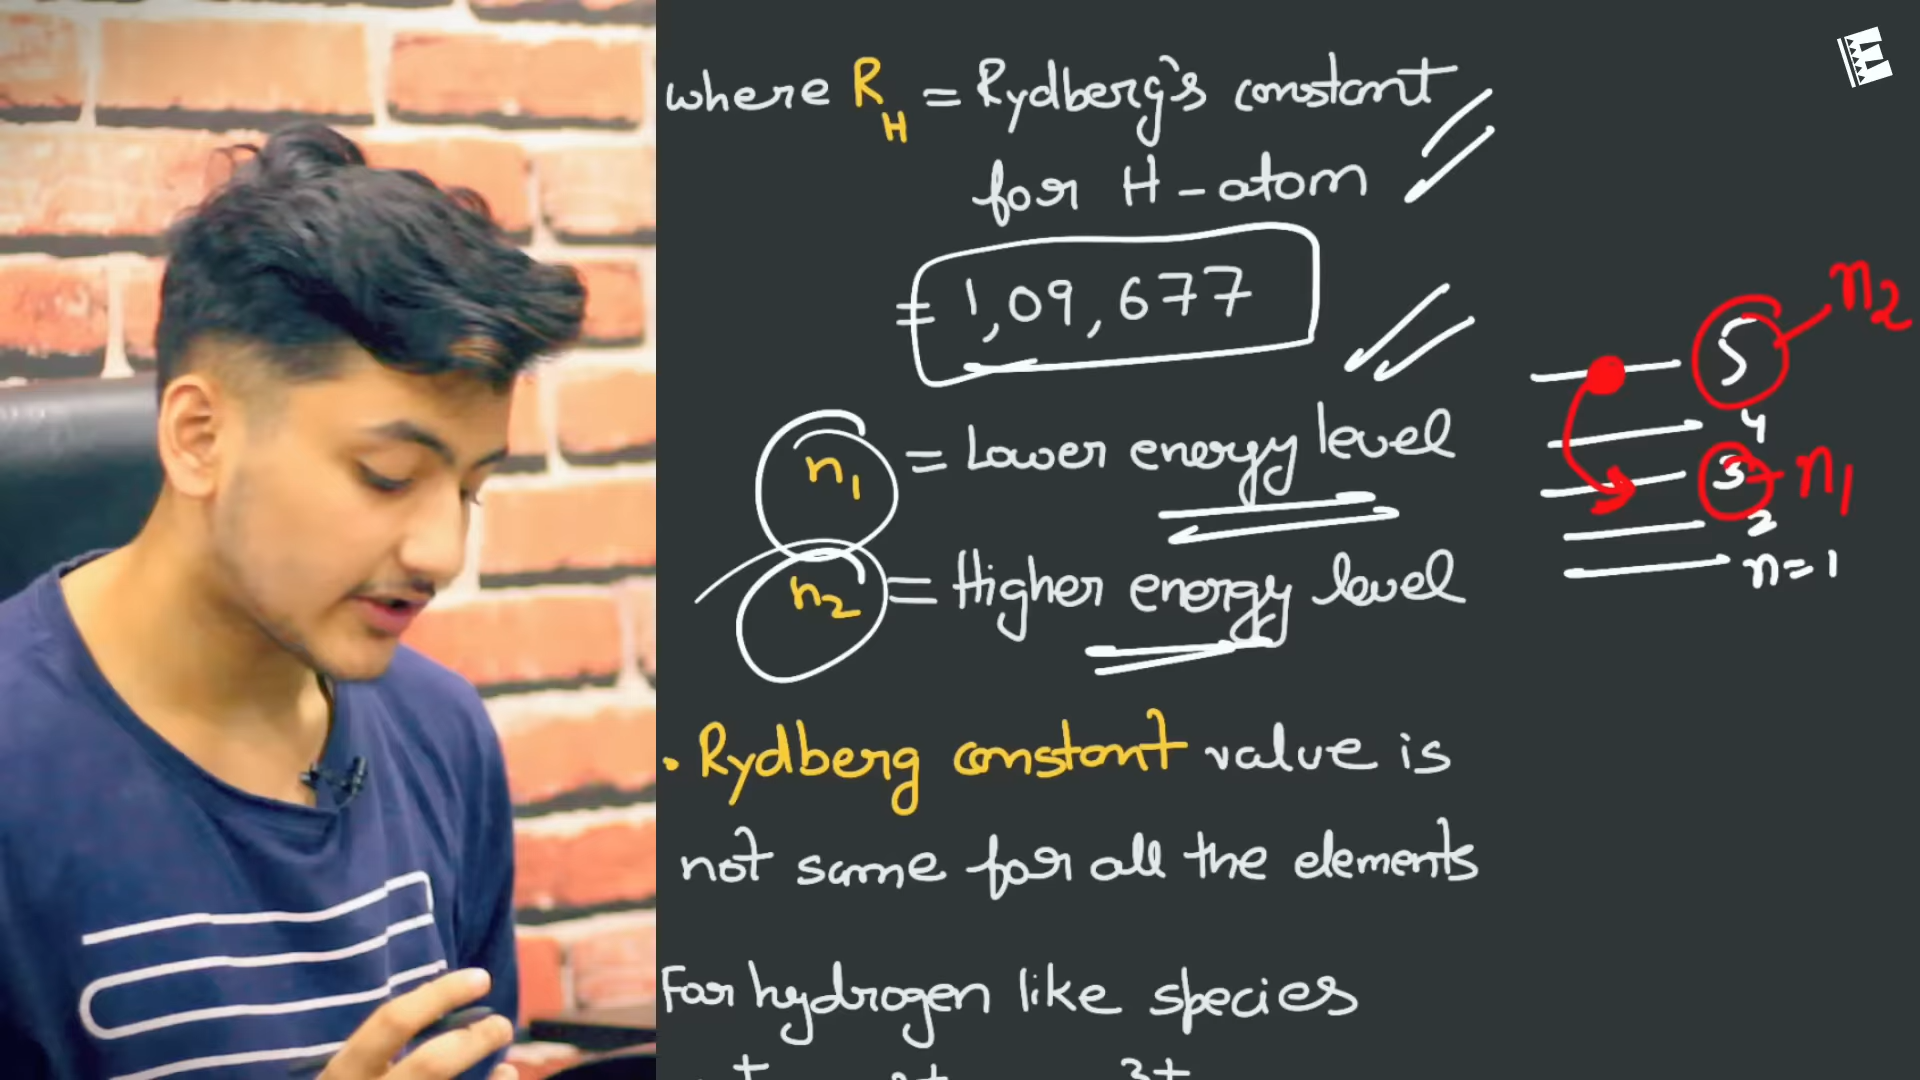 where R_H = Rydberg's constant
for H-atom
= 1,09,677
n1 = Lower energy level
n2 = Higher energy level
• Rydberg constant value is
not same for all the elements
For hydrogen like species
n2
5
4
3 n1
2
n=1
E